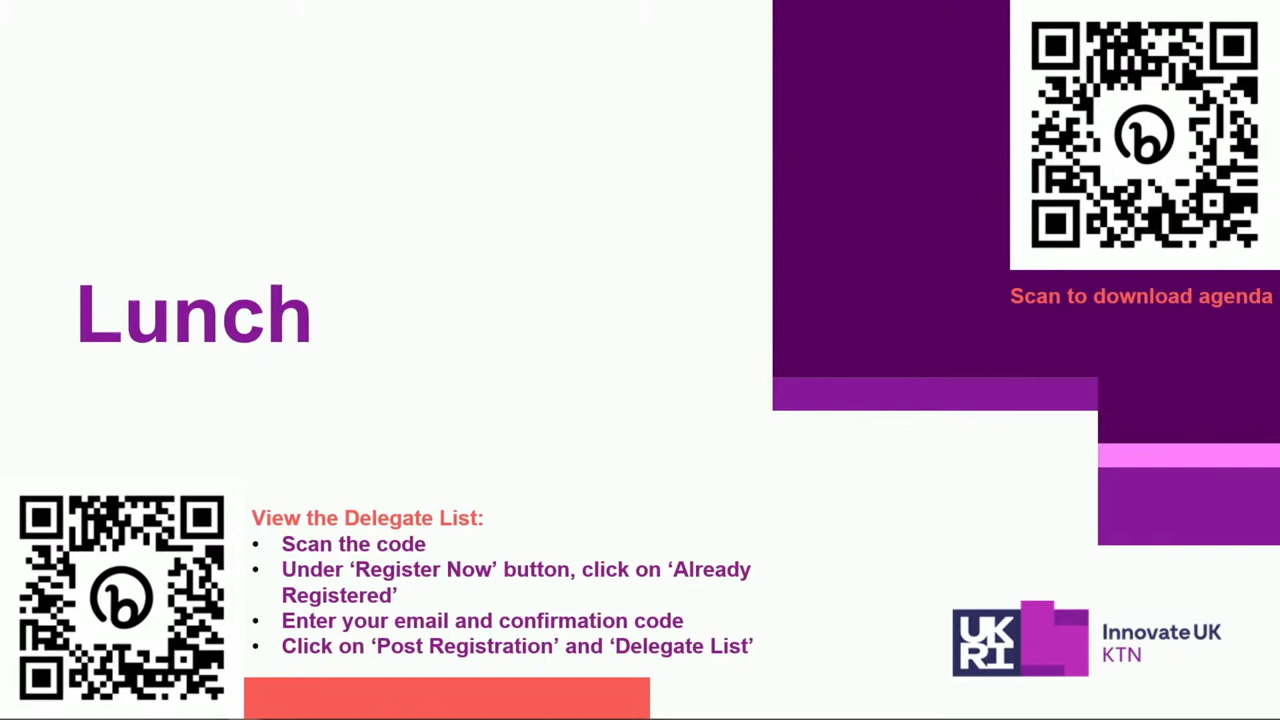 Scan to download agenda
Lunch
View the Delegate List:
• Scan the code
• Under ‘Register Now’ button, click on ‘Already
Registered’
• Enter your email and confirmation code
• Click on ‘Post Registration’ and ‘Delegate List’
UK
RI
Innovate UK
KTN